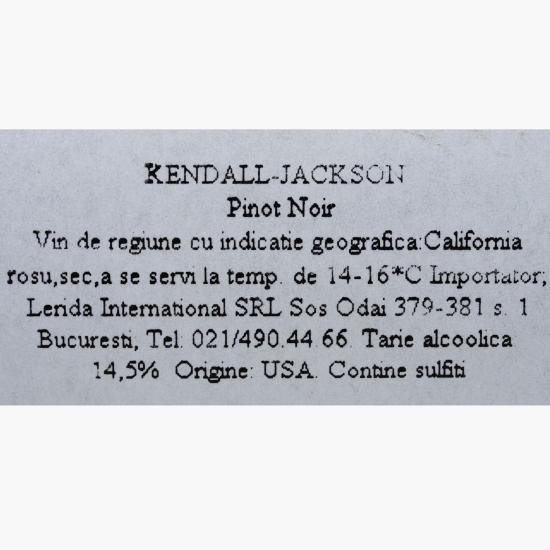 KENDALL-JACKSON
Pinot Noir
Vin de regiune cu indicatie geografica:California
rosu,sec,a se servi la temp. de 14-16*C Importator;
Lerida International SRL Sos Odai 379-381 s. 1
Bucuresti, Tel: 021/490.44.66. Tarie alcoolica
14,5% Origine: USA. Contine sulfiti